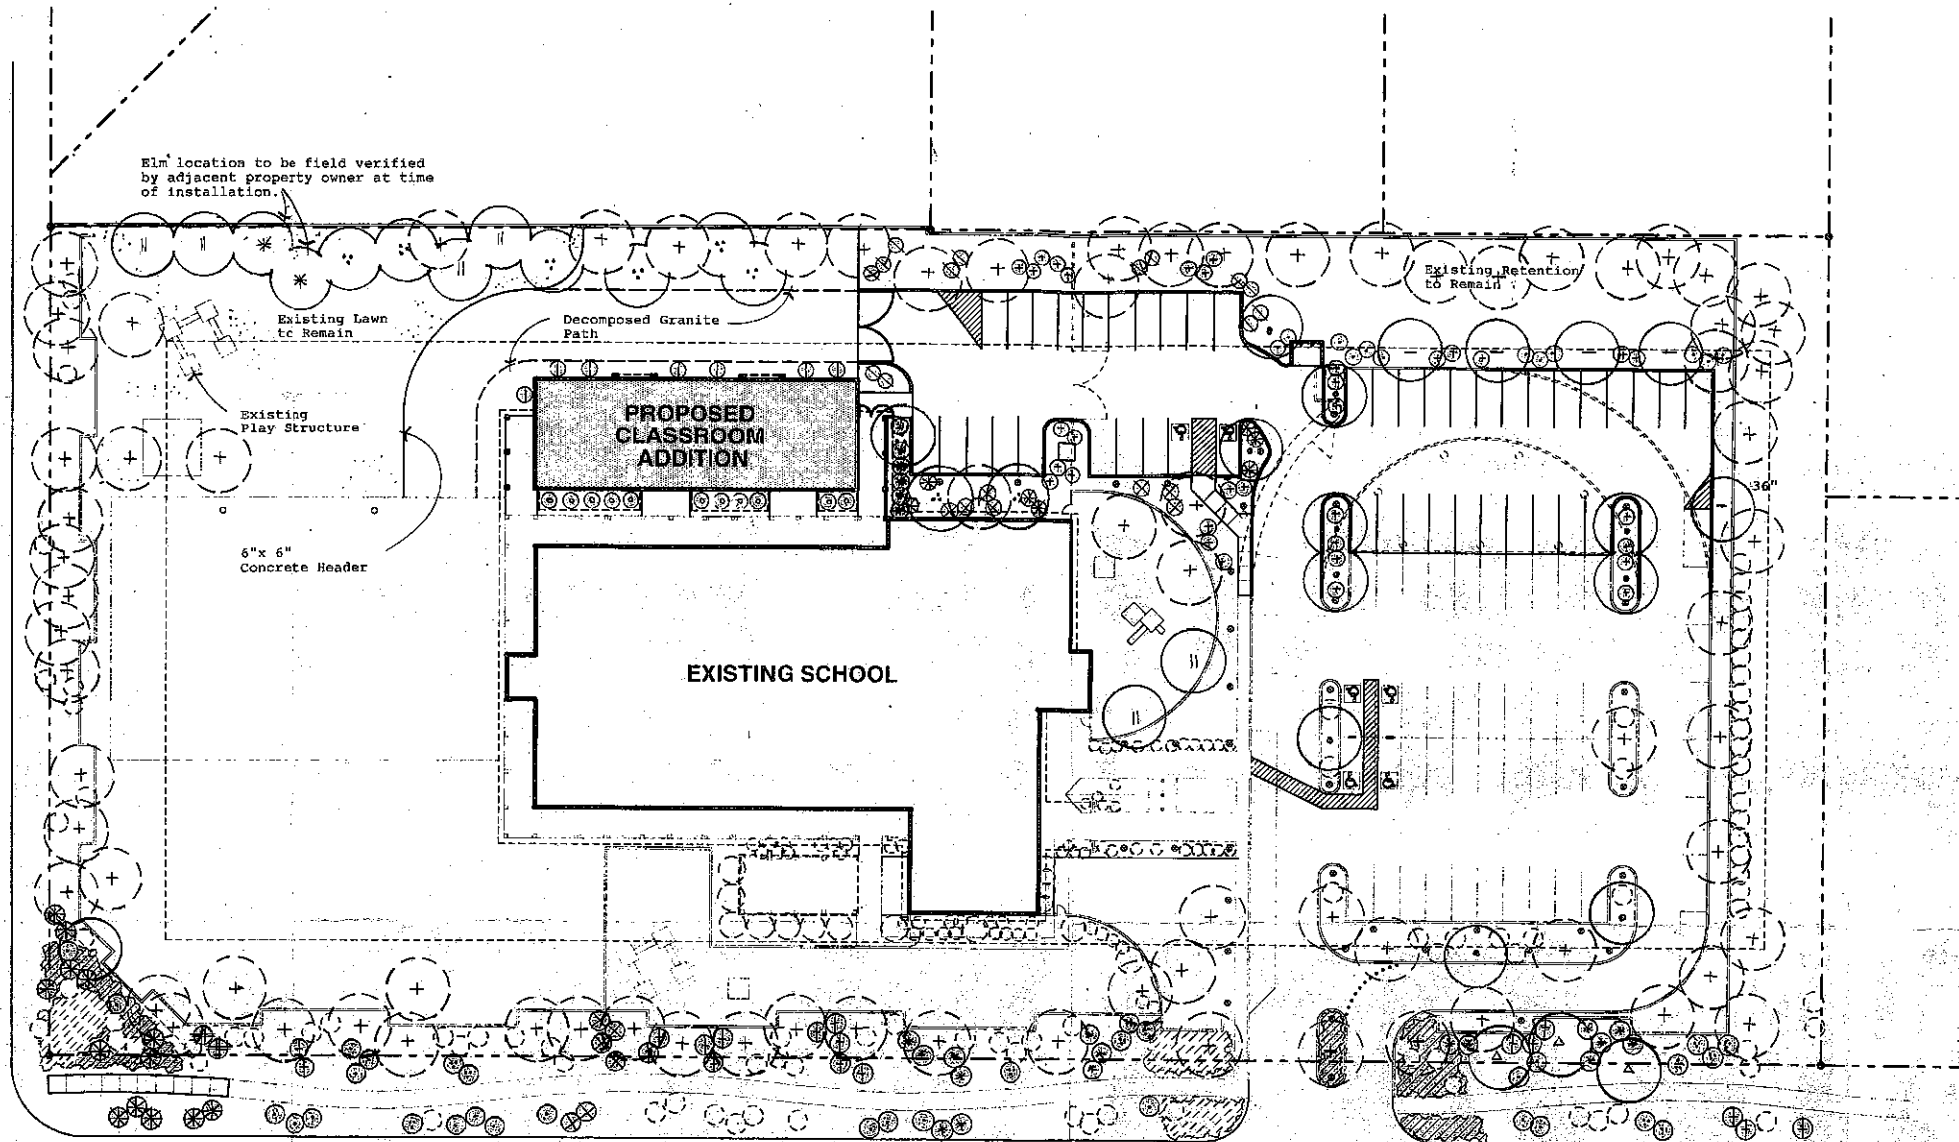 Elm location to be field verified
by adjacent property owner at time
of installation.
Existing Retention
to Remain
Existing Lawn
to Remain
Decomposed Granite
Path
Existing
Play Structure
PROPOSED
CLASSROOM
ADDITION
36"
6"x 6"
Concrete Header
EXISTING SCHOOL